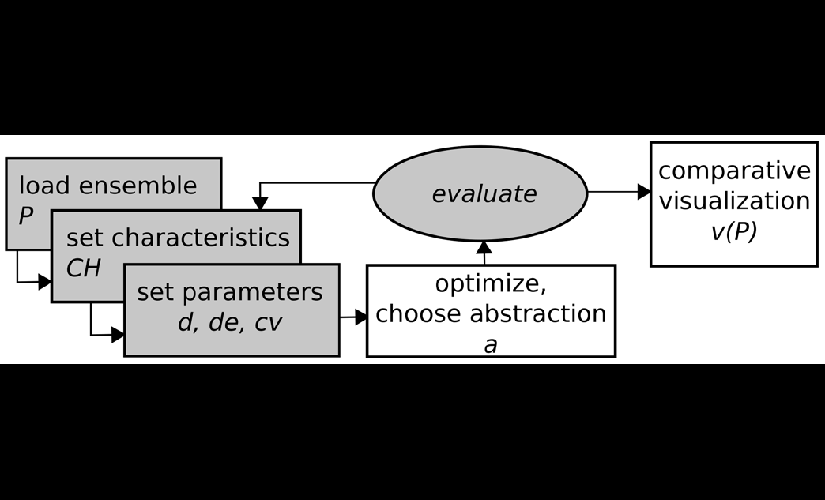 load ensemble
P
set characteristics
CH
set parameters
d, de, cv
optimize,
choose abstraction
a
evaluate
comparative
visualization
v(P)